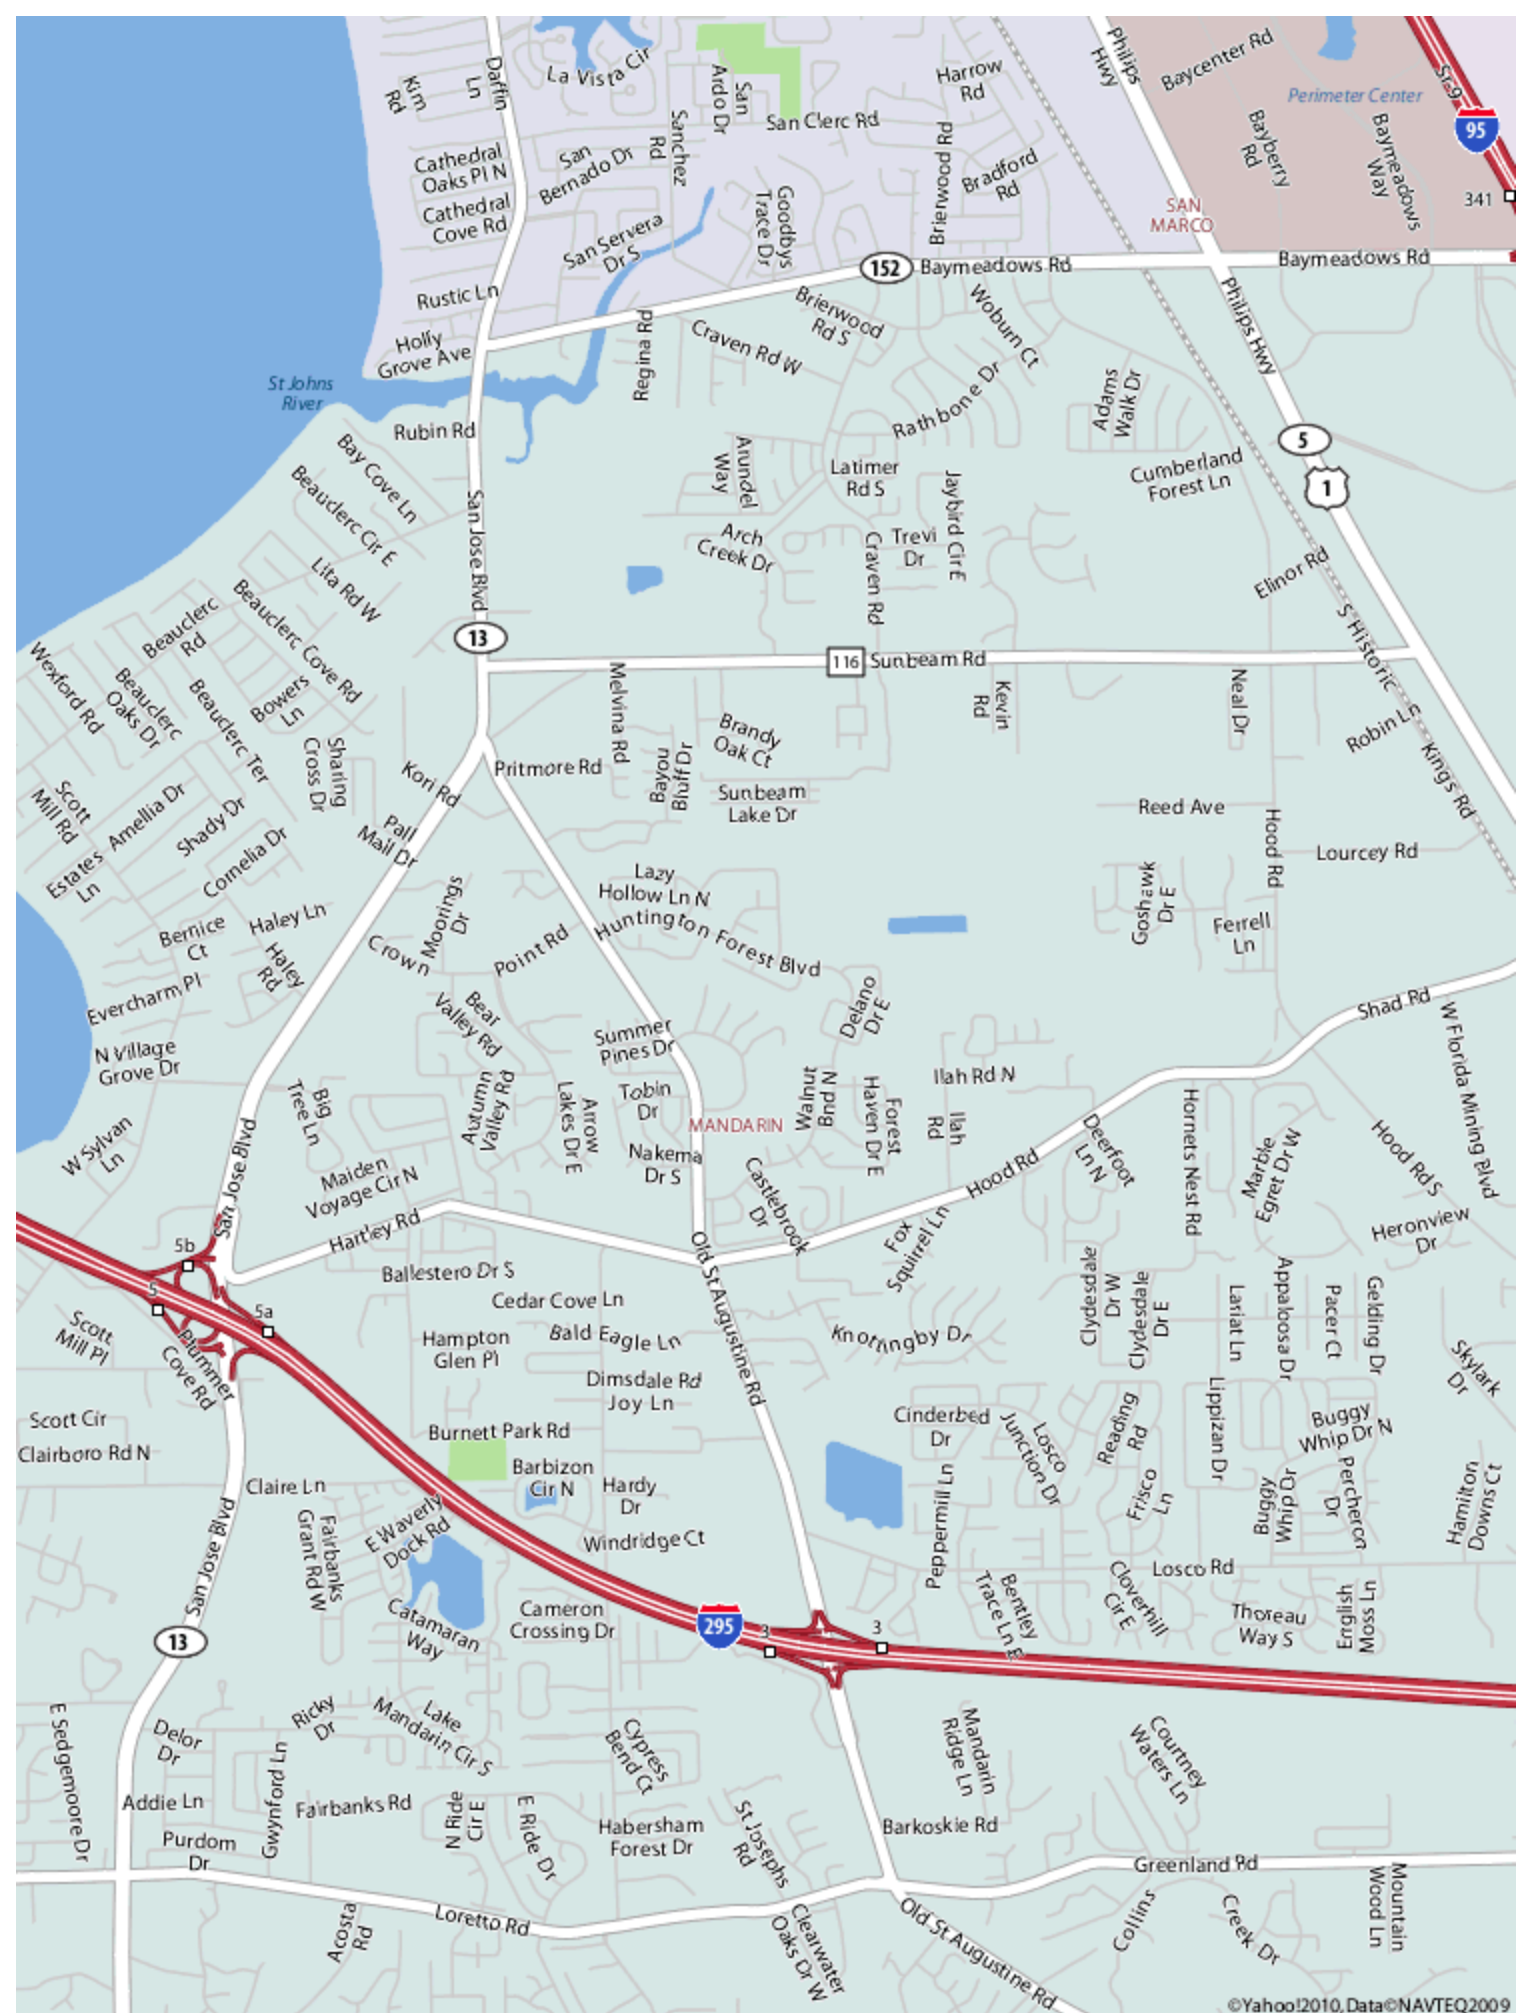 Kim
Rd
Daffin
Ln
La Vista Cir
San
Ardo Dr
Harrow
Rd
Philips
Hwy
Baycenter Rd
Perimeter Center
Sr 9
95
341
San Clerc Rd
Sanchez
Rd
Cathedral
Oaks Pl N
San
Bernado Dr
Cathedral
Cove Rd
San Servera
Dr S
Goodbys
Trace Dr
Brierwood Rd
Bradford
Rd
Bayberry
Rd
Baymeadows
Way
SAN
MARCO
152
Baymeadows Rd
Baymeadows Rd
Rustic Ln
Holly
Grove Ave
Regina Rd
Craven Rd W
Brierwood
Rd S
Woburn Ct
Philips Hwy
St Johns
River
Rubin Rd
Rathbone Dr
Adams
Walk Dr
5
1
Bay Cove Ln
Beauclerc Cir E
San Jose Blvd
Arundel
Way
Latimer
Rd S
Jaybird Cir E
Cumberland
Forest Ln
Arch
Creek Dr
Craven Rd
Trevi
Dr
Elinor Rd
Lita Rd W
Beauclerc
Rd
Beauclerc Cove Rd
13
116
Sunbeam Rd
S Historic
Kings Rd
Wexford Rd
Beauclerc
Oaks Dr
Beauclerc Ter
Bowers
Ln
Melvina Rd
Kevin
Rd
Neal Dr
Robin Ln
Brandy
Oak Ct
Sharing
Cross Dr
Kori Rd
Pritmore Rd
Bayou
Bluff Dr
Sunbeam
Lake Dr
Reed Ave
Hood Rd
Lourcey Rd
Scott
Mill Rd
Amellia Dr
Shady Dr
Pall
Mail Dr
Estates
Ln
Cornelia Dr
Lazy
Hollow Ln N
Moorings
Dr
Goshawk
Dr E
Ferrell
Ln
Bernice
Ct
Haley Ln
Haley
Rd
Crown
Point Rd
Huntington Forest Blvd
Evercharm Pl
Bear
Valley Rd
Delano
Dr E
Shad Rd
W Florida Mining Blvd
N Village
Grove Dr
Summer
Pines Dr
Big
Tree Ln
Autumn
Valley Rd
Arrow
Lakes Dr E
Tobin
Dr
Walnut
Bnd N
Forest
Haven Dr E
Ilah Rd N
Ilah
Rd
MANDARIN
W Sylvan
Ln
San Jose Blvd
Maiden
Voyage Cir N
Nakema
Dr S
Castlebrook
Dr
Hood Rd
Deerfoot
Ln N
Hornets Nest Rd
Marble
Egret Dr W
Hood Rd S
Heronview
Dr
Hartley Rd
Fox
Squirrel Ln
5b
5
5a
Ballestero Dr S
Old St Augustine Rd
Cedar Cove Ln
Clydesdale
Dr W
Clydesdale
Dr E
Lariat Ln
Appaloosa Dr
Pacer Ct
Gelding Dr
Scott
Mill Pl
Plummer
Cove Rd
Hampton
Glen Pl
Bald Eagle Ln
Knottingby Dr
Skylark
Dr
Dimsdale Rd
Joy Ln
Scort Cir
Clairboro Rd N
Burnett Park Rd
Cinderbed
Dr
Losco
Junction Dr
Reading
Rd
Lippizan Dr
Buggy
Whip Dr N
Claire Ln
Barbizon
Cir N
Hardy
Dr
Peppermill Ln
Frisco
Ln
Buggy
Whip Dr
Percheron
Dr
Hamilton
Downs Ct
San Jose Blvd
Fairbanks
Grant Rd W
E Waverly
Dock Rd
Windridge Ct
Losco Rd
Catamaran
Way
Cameron
Crossing Dr
295
3
3
Bentley
Trace Ln E
Cloverhill
Cir E
Thoreau
Way S
English
Moss Ln
13
E Sedgemoore Dr
Delor
Dr
Ricky
Dr
Lake
Mandarin Cir S
Cypress
Bend Ct
Mandarin
Ridge Ln
Courtney
Waters Ln
Addie Ln
Gwynford Ln
Fairbanks Rd
N Ride
Cir E
E Ride Dr
Habersham
Forest Dr
St Josephs
Rd
Barkoskie Rd
Purdom
Dr
Greenland Rd
Acosta
Rd
Loretto Rd
Clearwater
Oaks Dr W
Old St Augustine Rd
Collins
Creek Dr
Mountain
Wood Ln
©Yahoo!2010, Data©NAVTEQ2009